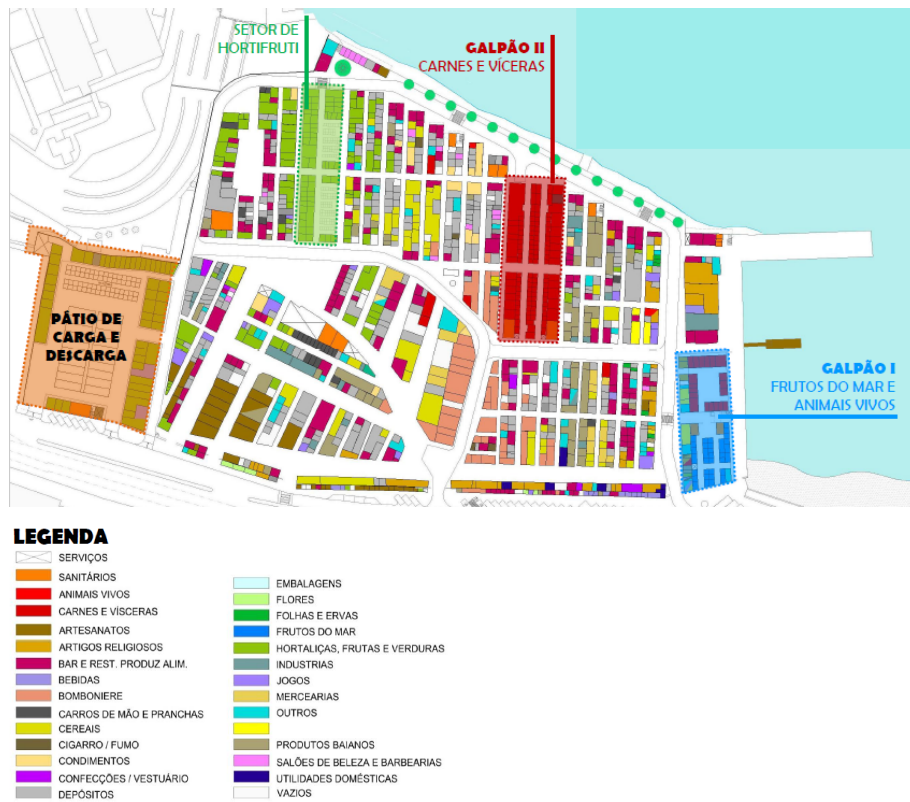 SETOR DE
HORTIFRUTI
GALPÃO II
CARNES E VÍCERAS
PÁTIO DE
CARGA E
DESCARGA
GALPÃO I
FRUTOS DO MAR E
ANIMAIS VIVOS
LEGENDA
SERVIÇOS
SANITÁRIOS
ANIMAIS VIVOS
CARNES E VÍSCERAS
ARTESANATOS
ARTIGOS RELIGIOSOS
BAR E REST. PRODUZ ALIM.
BEBIDAS
BOMBONIERE
CARROS DE MÃO E PRANCHAS
CEREAIS
CIGARRO / FUMO
CONDIMENTOS
CONFECÇÕES / VESTUÁRIO
DEPÓSITOS
EMBALAGENS
FLORES
FOLHAS E ERVAS
FRUTOS DO MAR
HORTALIÇAS, FRUTAS E VERDURAS
INDUSTRIAS
JOGOS
MERCEARIAS
OUTROS
PRODUTOS BAIANOS
SALÕES DE BELEZA E BARBEARIAS
UTILIDADES DOMÉSTICAS
VAZIOS